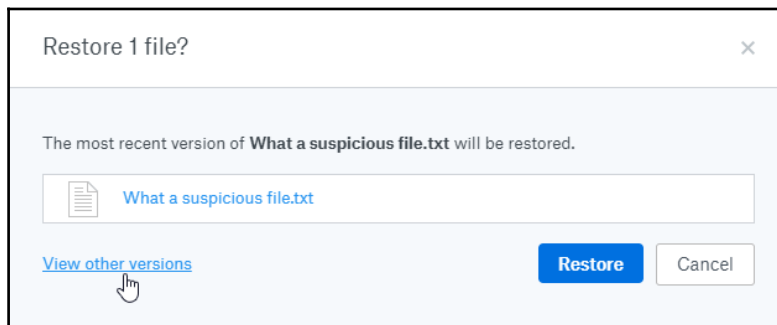 Restore 1 file?
The most recent version of What a suspicious file.txt will be restored.
What a suspicious file.txt
View other versions
Restore
Cancel